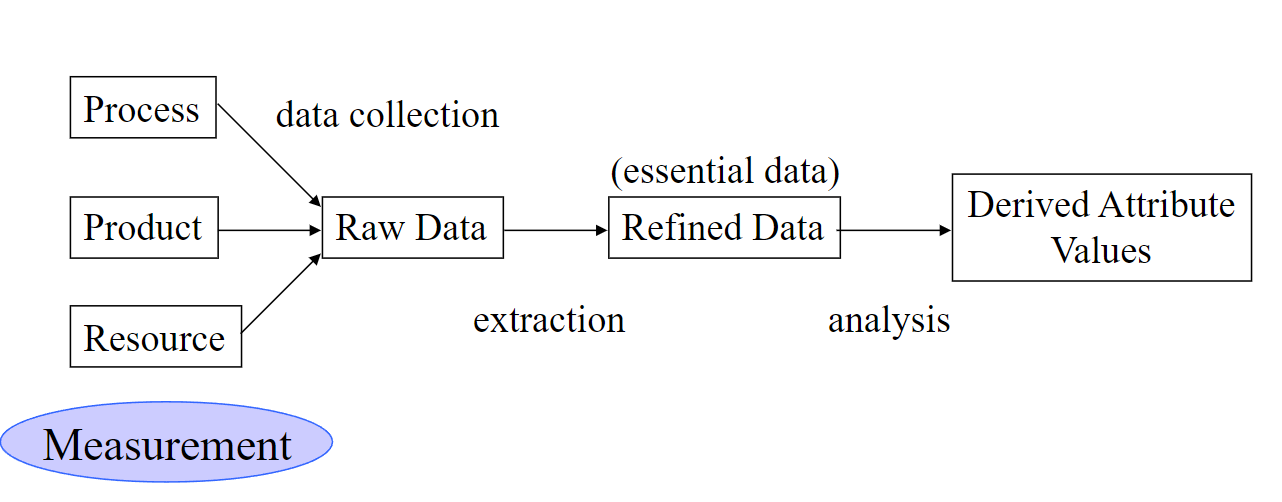 Process
data collection
(essential data)
Product
Raw Data
Refined Data
Derived Attribute
Values
extraction
analysis
Resource
Measurement